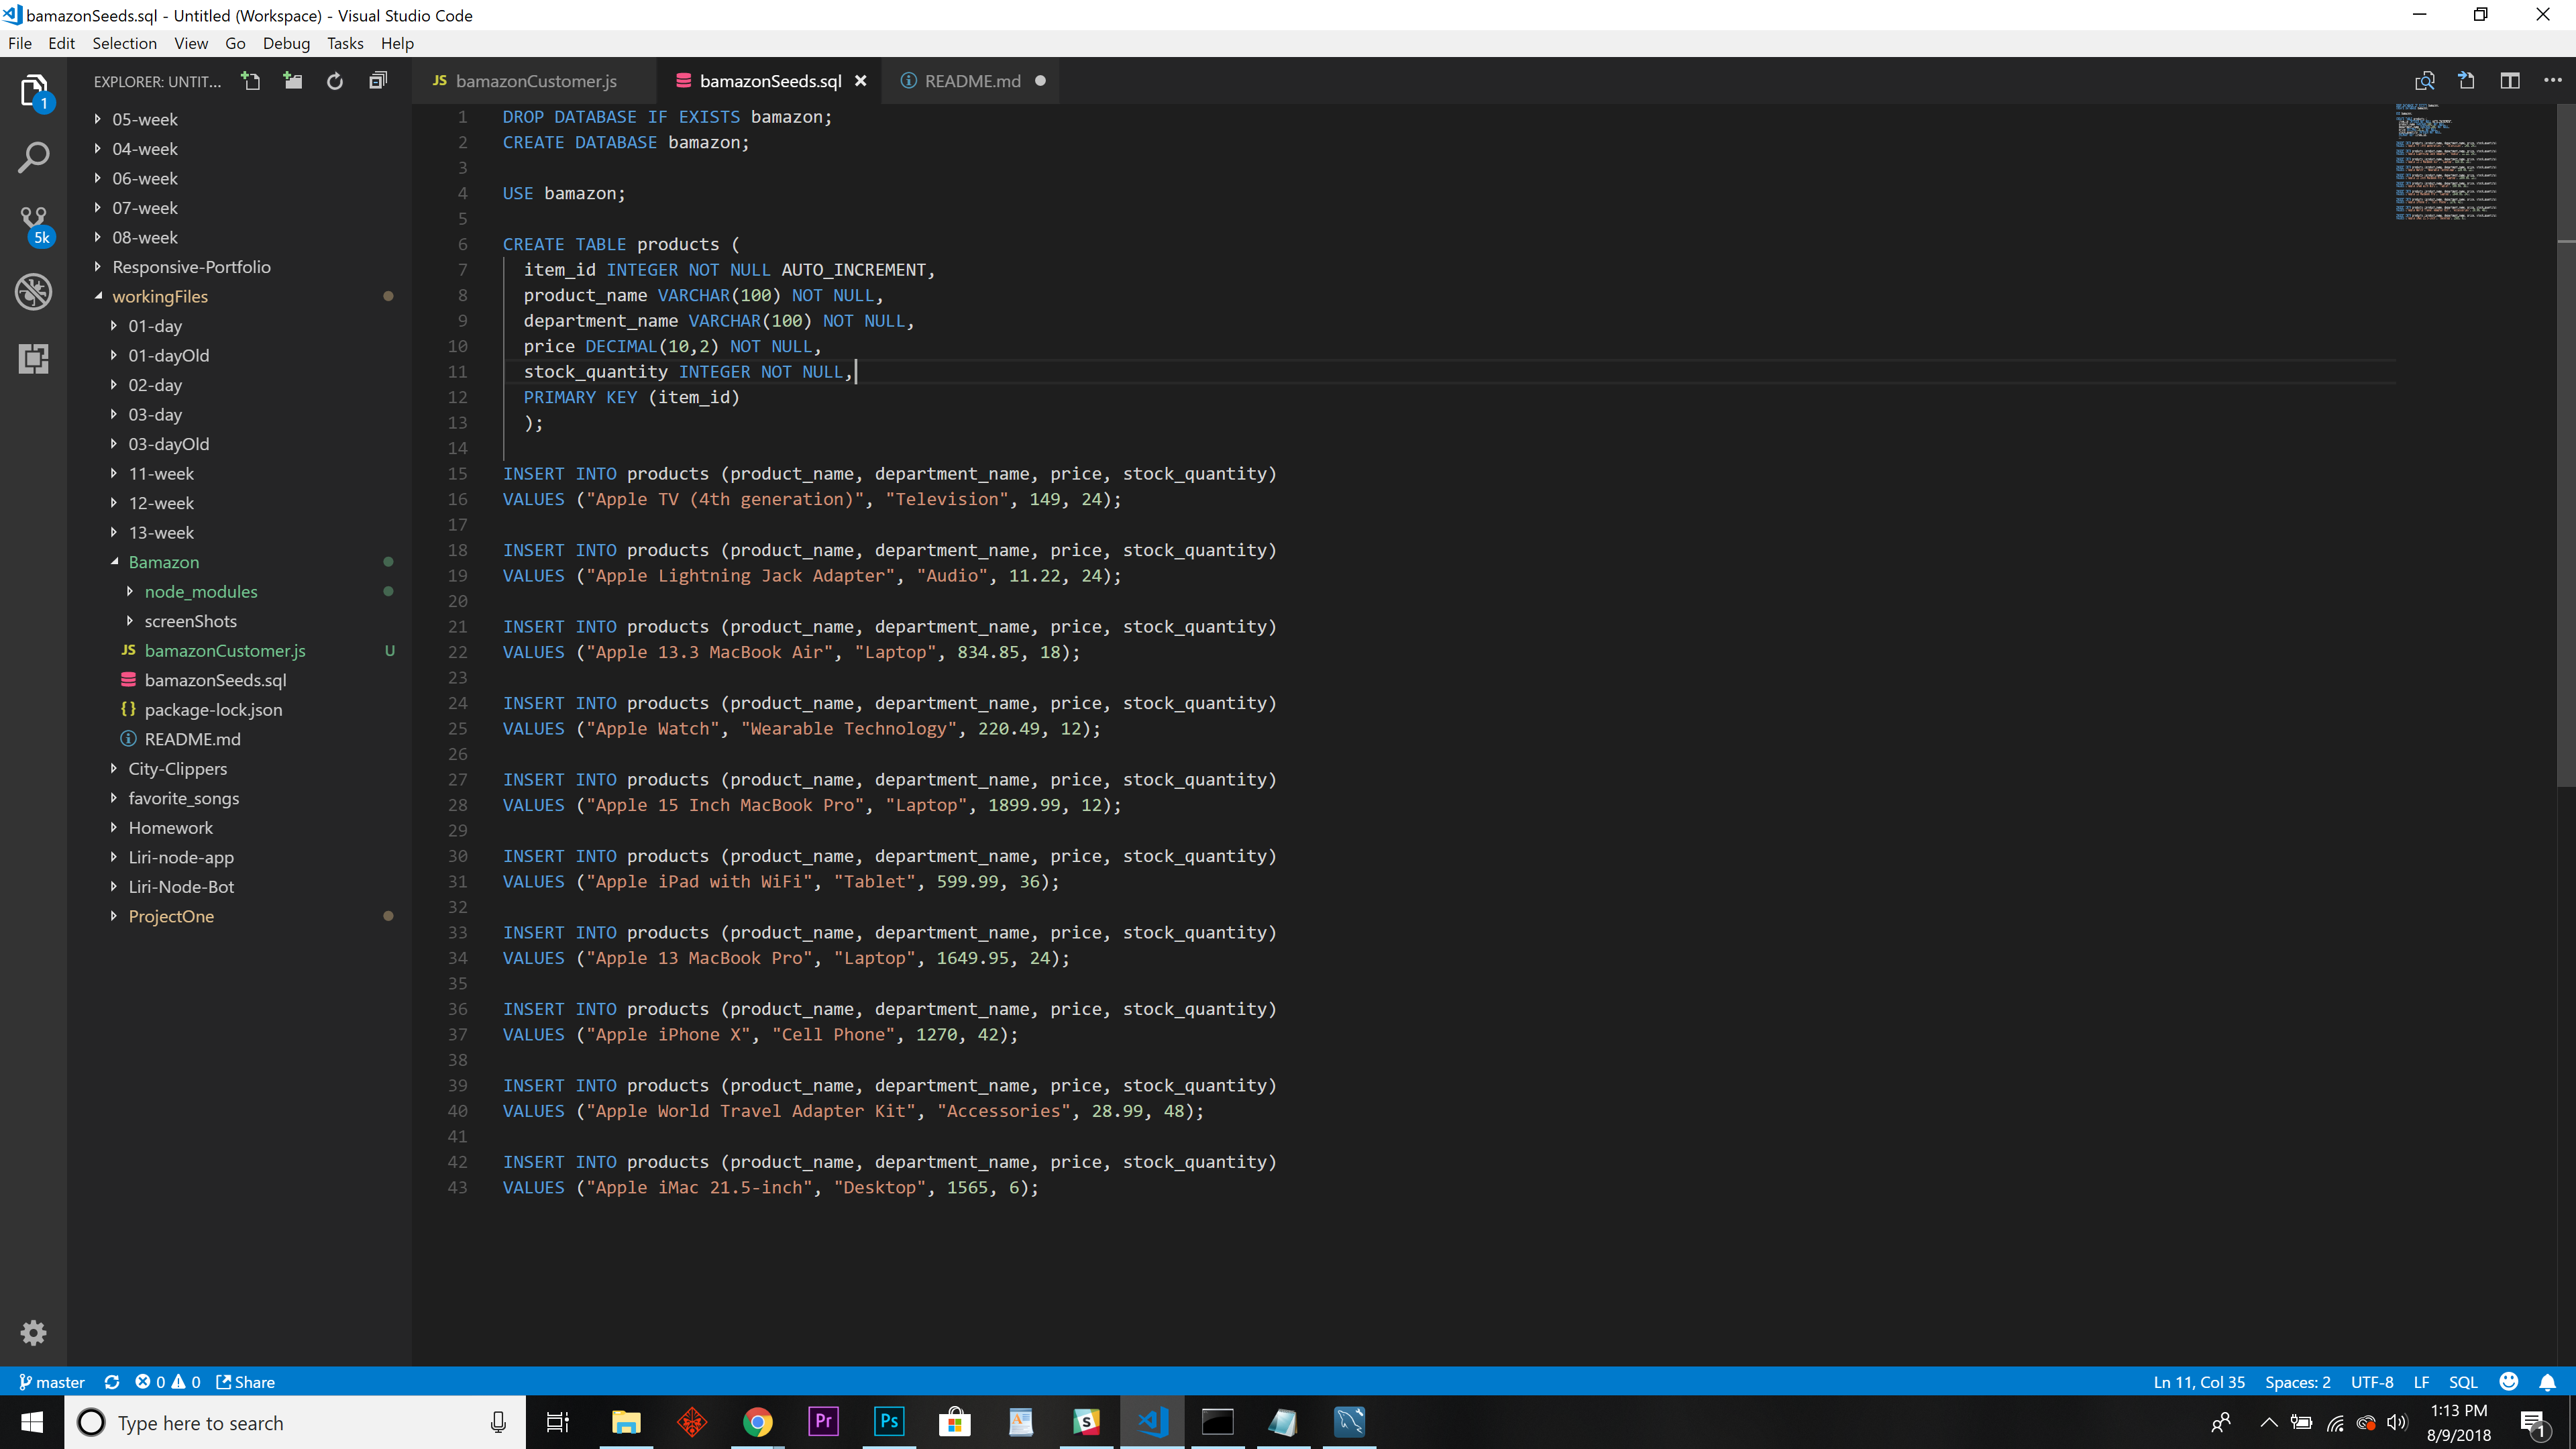 bamazonSeeds.sql - Untitled (Workspace) - Visual Studio Code
File Edit Selection View Go Debug Tasks Help
EXPLORER: UNTIT...
1
5k
05-week
04-week
06-week
07-week
08-week
Responsive-Portfolio
workingFiles
01-day
01-dayOld
02-day
03-day
03-dayOld
11-week
12-week
13-week
Bamazon
node_modules
screenShots
JS bamazonCustomer.js U
bamazonSeeds.sql
{} package-lock.json
README.md
City-Clippers
favorite_songs
Homework
Liri-node-app
Liri-Node-Bot
ProjectOne
JS bamazonCustomer.js bamazonSeeds.sql README.md
1 DROP DATABASE IF EXISTS bamazon;
2 CREATE DATABASE bamazon;
3
4 USE bamazon;
5
6 CREATE TABLE products (
7 item_id INTEGER NOT NULL AUTO_INCREMENT,
8 product_name VARCHAR(100) NOT NULL,
9 department_name VARCHAR(100) NOT NULL,
10 price DECIMAL(10,2) NOT NULL,
11 stock_quantity INTEGER NOT NULL,
12 PRIMARY KEY (item_id)
13 );
14
15 INSERT INTO products (product_name, department_name, price, stock_quantity)
16 VALUES ("Apple TV (4th generation)", "Television", 149, 24);
17
18 INSERT INTO products (product_name, department_name, price, stock_quantity)
19 VALUES ("Apple Lightning Jack Adapter", "Audio", 11.22, 24);
20
21 INSERT INTO products (product_name, department_name, price, stock_quantity)
22 VALUES ("Apple 13.3 MacBook Air", "Laptop", 834.85, 18);
23
24 INSERT INTO products (product_name, department_name, price, stock_quantity)
25 VALUES ("Apple Watch", "Wearable Technology", 220.49, 12);
26
27 INSERT INTO products (product_name, department_name, price, stock_quantity)
28 VALUES ("Apple 15 Inch MacBook Pro", "Laptop", 1899.99, 12);
29
30 INSERT INTO products (product_name, department_name, price, stock_quantity)
31 VALUES ("Apple iPad with WiFi", "Tablet", 599.99, 36);
32
33 INSERT INTO products (product_name, department_name, price, stock_quantity)
34 VALUES ("Apple 13 MacBook Pro", "Laptop", 1649.95, 24);
35
36 INSERT INTO products (product_name, department_name, price, stock_quantity)
37 VALUES ("Apple iPhone X", "Cell Phone", 1270, 42);
38
39 INSERT INTO products (product_name, department_name, price, stock_quantity)
40 VALUES ("Apple World Travel Adapter Kit", "Accessories", 28.99, 48);
41
42 INSERT INTO products (product_name, department_name, price, stock_quantity)
43 VALUES ("Apple iMac 21.5-inch", "Desktop", 1565, 6);
master 0 0 Share Ln 11, Col 35 Spaces: 2 UTF-8 LF SQL
Type here to search Pr Ps S 1:13 PM
8/9/2018 1